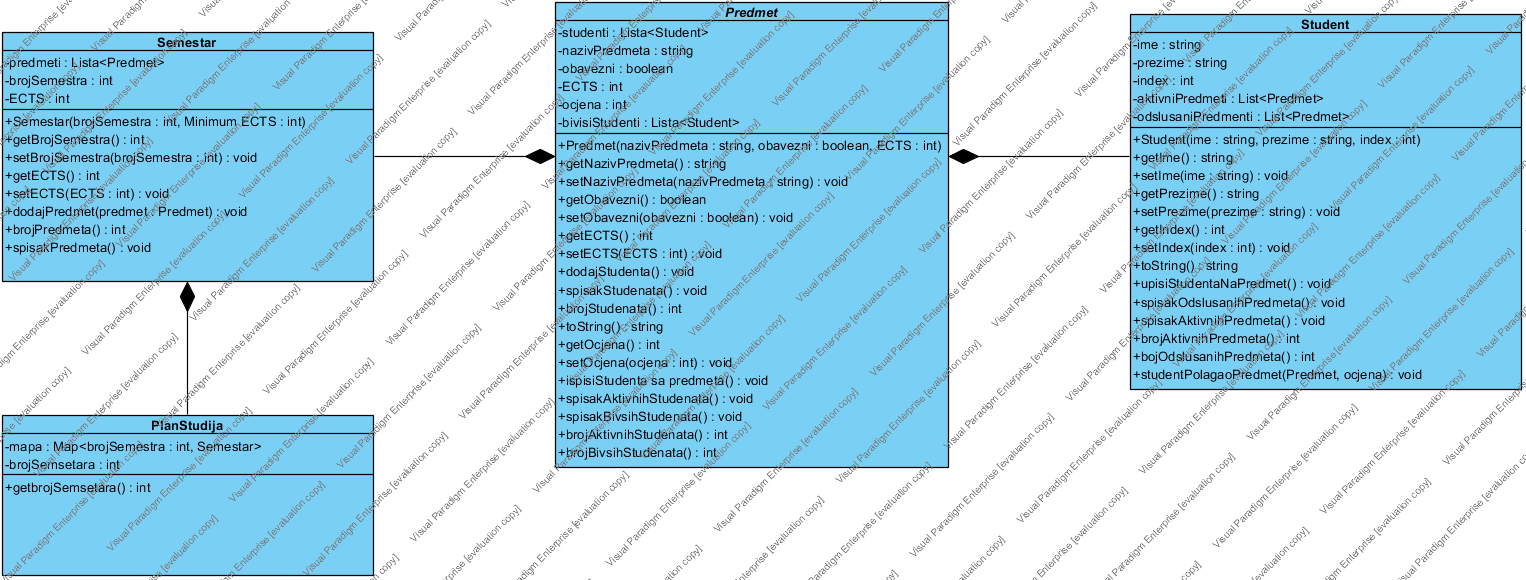 Semestar
-predmeti : Lista<Predmet>
-brojSemestra : int
-ECTS : int
+Semestar(brojSemestra : int, Minimum ECTS : int)
+getBrojSemestra() : int
+setBrojSemestra(brojSemestra : int) : void
+getECTS() : int
+setECTS(ECTS : int) : void
+dodajPredmet(predmet : Predmet) : void
+brojPredmeta() : int
+spisakPredmeta() : void
PlanStudija
-mapa : Map<brojSemestra : int, Semestar>
-brojSemsetara : int
+getbrojSemsetara() : int
Predmet
-studenti : Lista<Student>
-nazivPredmeta : string
-obavezni : boolean
-ECTS : int
-ocjena : int
-bivisiStudenti : Lista<Student>
+Predmet(nazivPredmeta : string, obavezni : boolean, ECTS : int)
+getNazivPredmeta() : string
+setNazivPredmeta(nazivPredmeta : string) : void
+getObavezni() : boolean
+setObavezni(obavezni : boolean) : void
+getECTS() : int
+setECTS(ECTS : int) : void
+dodajStudenta() : void
+spisakStudenata() : void
+brojStudenata() : int
+toString() : string
+getOcjena() : int
+setOcjena(ocjena : int) : void
+ispisiStudenta sa predmeta() : void
+spisakAktivnihStudenata() : void
+spisakBivsihStudenata() : void
+brojAktivnihStudenata() : int
+brojBivsihStudenata() : int
Student
-ime : string
-prezime : string
-index : int
-aktivniPredmeti : List<Predmet>
-odslusaniPredmenti : List<Predmet>
+Student(ime : string, prezime : string, index : int)
+getIme() : string
+setIme(ime : string) : void
+getPrezime() : string
+setPrezime(prezime : string) : void
+getIndex() : int
+setIndex(index : int) : void
+toString() : string
+upisiStudentaNaPredmet() : void
+spisakOdslusanihPredmeta() : void
+spisakAktivnihPredmeta() : void
+brojAktivnihPredmeta() : int
+bojOdslusanihPredmeta() : int
+studentPolagaoPredmet(Predmet, ocjena) : void
Visual Paradigm Enterprise [evaluation copy]